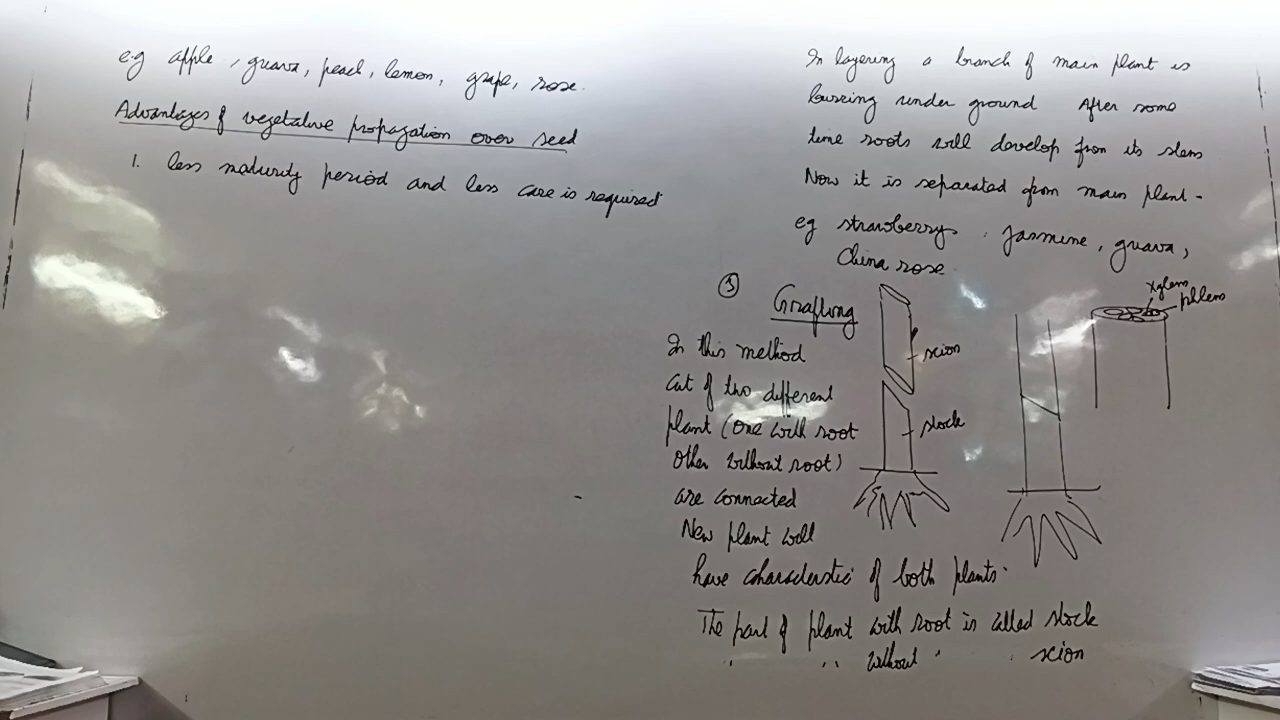 In layering a branch of main plant is
burring under ground After some
time roots will develop from its stems
Now it is separated from main plant -
eg strawberry, Jasmine, guava,
China rose
③ Grafting
In this method
cut of two different
plant (one with root
other without root)
are connected
New plant will
have characterstic of both plants.
The part of plant with root is called stock
" " without " " scion
scion
stock
xylem
phloem
e.g apple, guava, peach, lemon, grape, rose.
Advantages of vegetative propagation over seed
1. less maturity period and less care is required